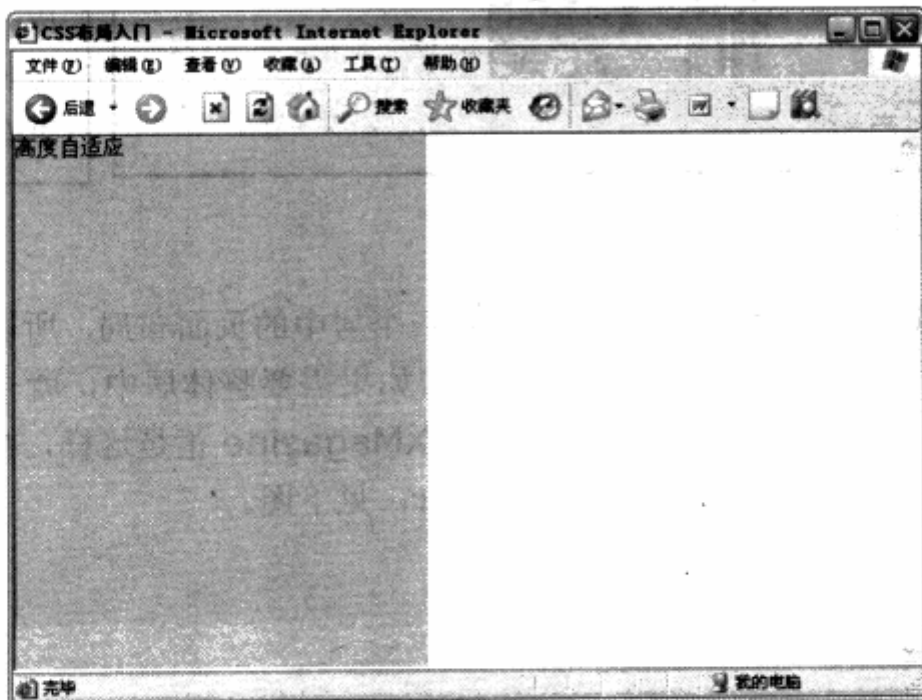 CSS布局入门 - Microsoft Internet Explorer
文件(F) 编辑(E) 查看(V) 收藏(A) 工具(T) 帮助(H)
后退 搜索 收藏夹
高度自适应
Magazine
完毕 我的电脑